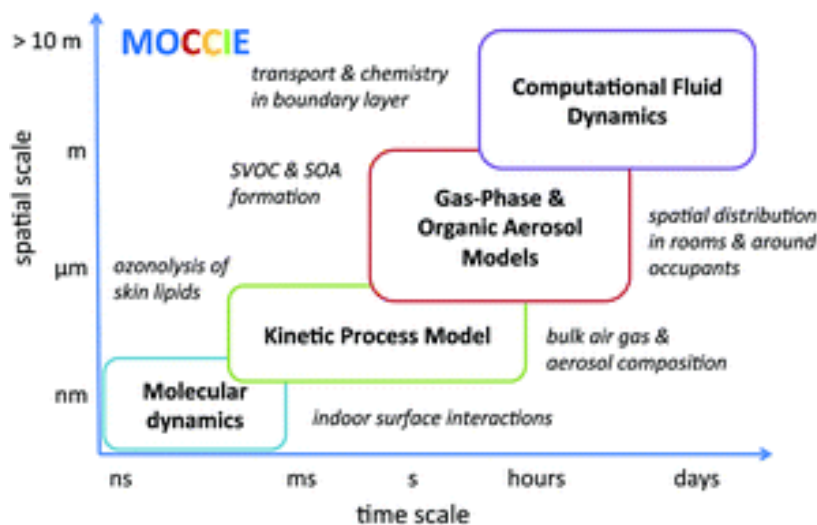 > 10 m
MOCCIE
transport & chemistry
in boundary layer
Computational Fluid
Dynamics
m
SVOC & SOA
formation
Gas-Phase &
Organic Aerosol
Models
spatial distribution
in rooms & around
occupants
spatial scale
µm
ozonolysis of
skin lipids
Kinetic Process Model
bulk air gas &
aerosol composition
nm
Molecular
dynamics
indoor surface interactions
ns
ms
s
hours
days
time scale